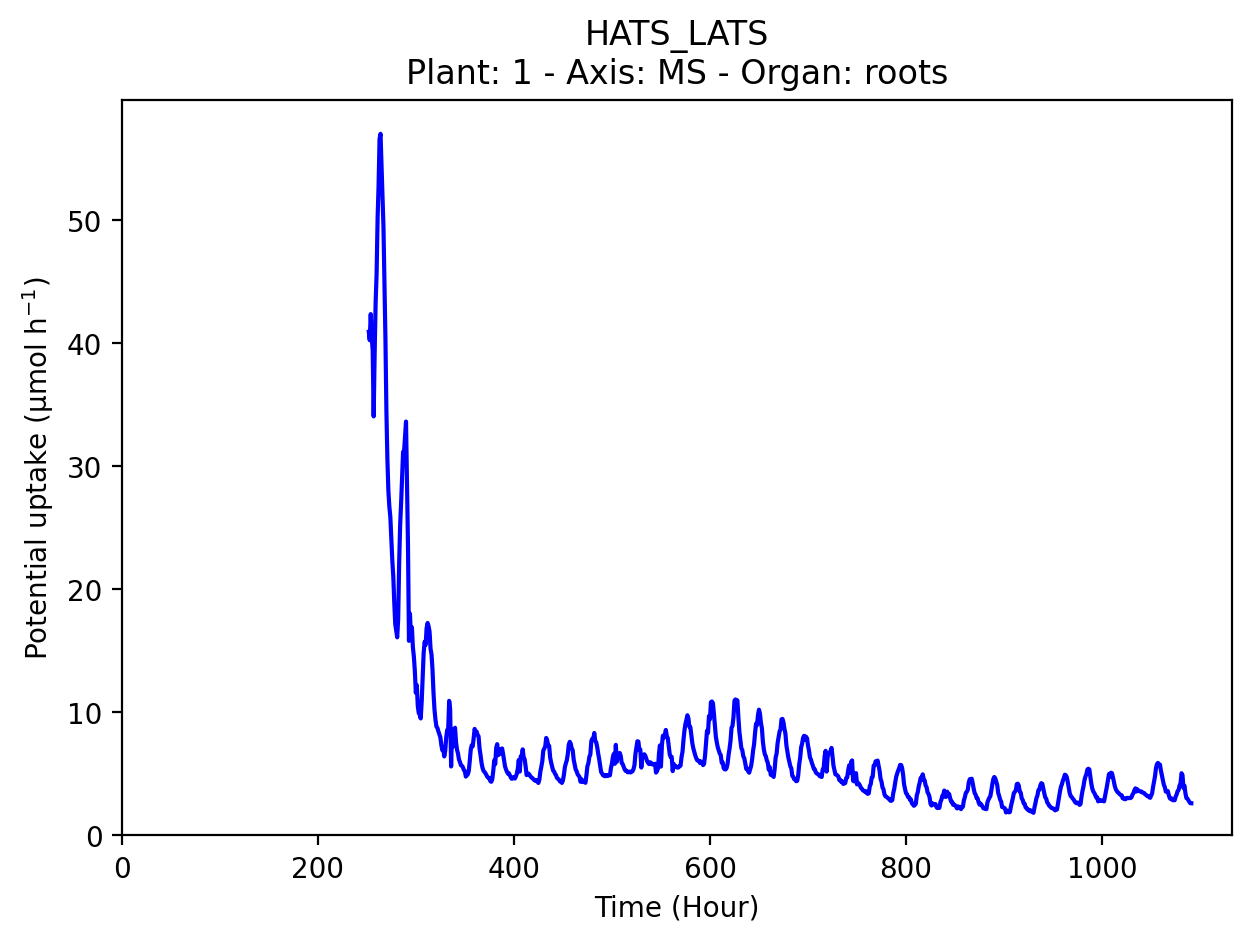 HATS_LATS
Plant: 1 - Axis: MS - Organ: roots
Potential uptake (µmol h⁻¹)
50
40
30
20
10
0
0 200 400 600 800 1000
Time (Hour)